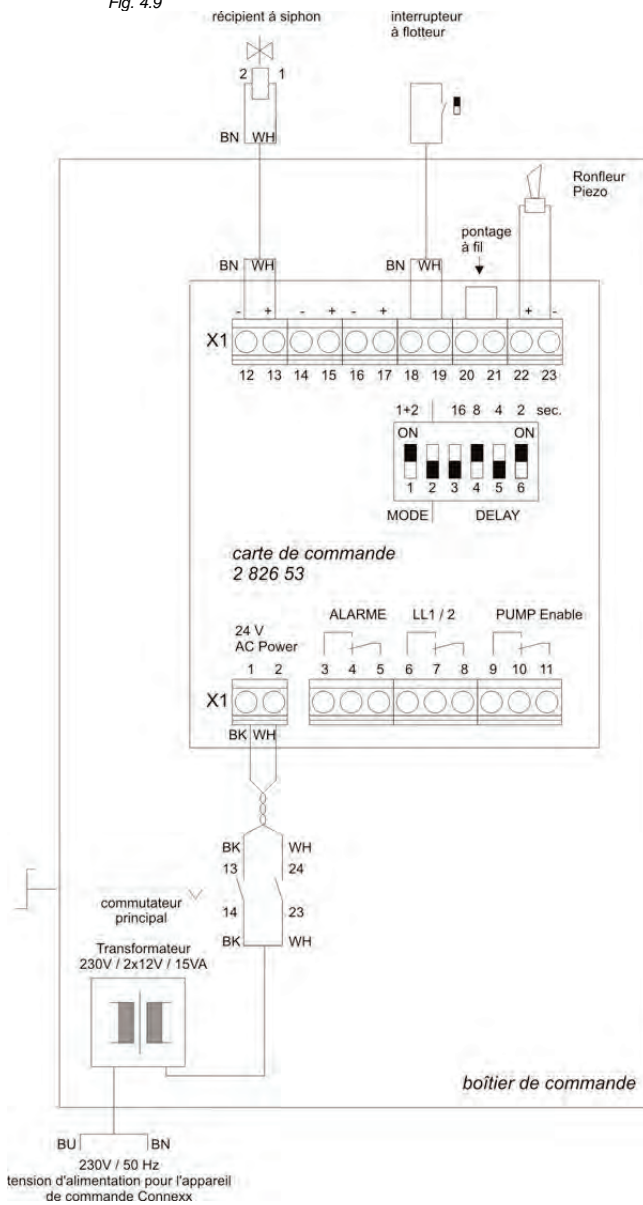 Fig. 4.9
récipient á siphon
interrupteur
à flotteur
2 1
BN WH
Ronfleur
Piezo
pontage
à fil
BN WH
BN WH
- + - + - + + -
X1
12 13 14 15 16 17 18 19 20 21 22 23
1+2 16 8 4 2 sec.
ON ON
1 2 3 4 5 6
MODE DELAY
carte de commande
2 826 53
ALARME LL1 / 2 PUMP Enable
24 V
AC Power
1 2 3 4 5 6 7 8 9 10 11
X1
BK WH
BK WH
13 24
commutateur
principal
14 23
BK WH
Transformateur
230V / 2x12V / 15VA
boîtier de commande
BU BN
230V / 50 Hz
tension d'alimentation pour l'appareil
de commande Connexx